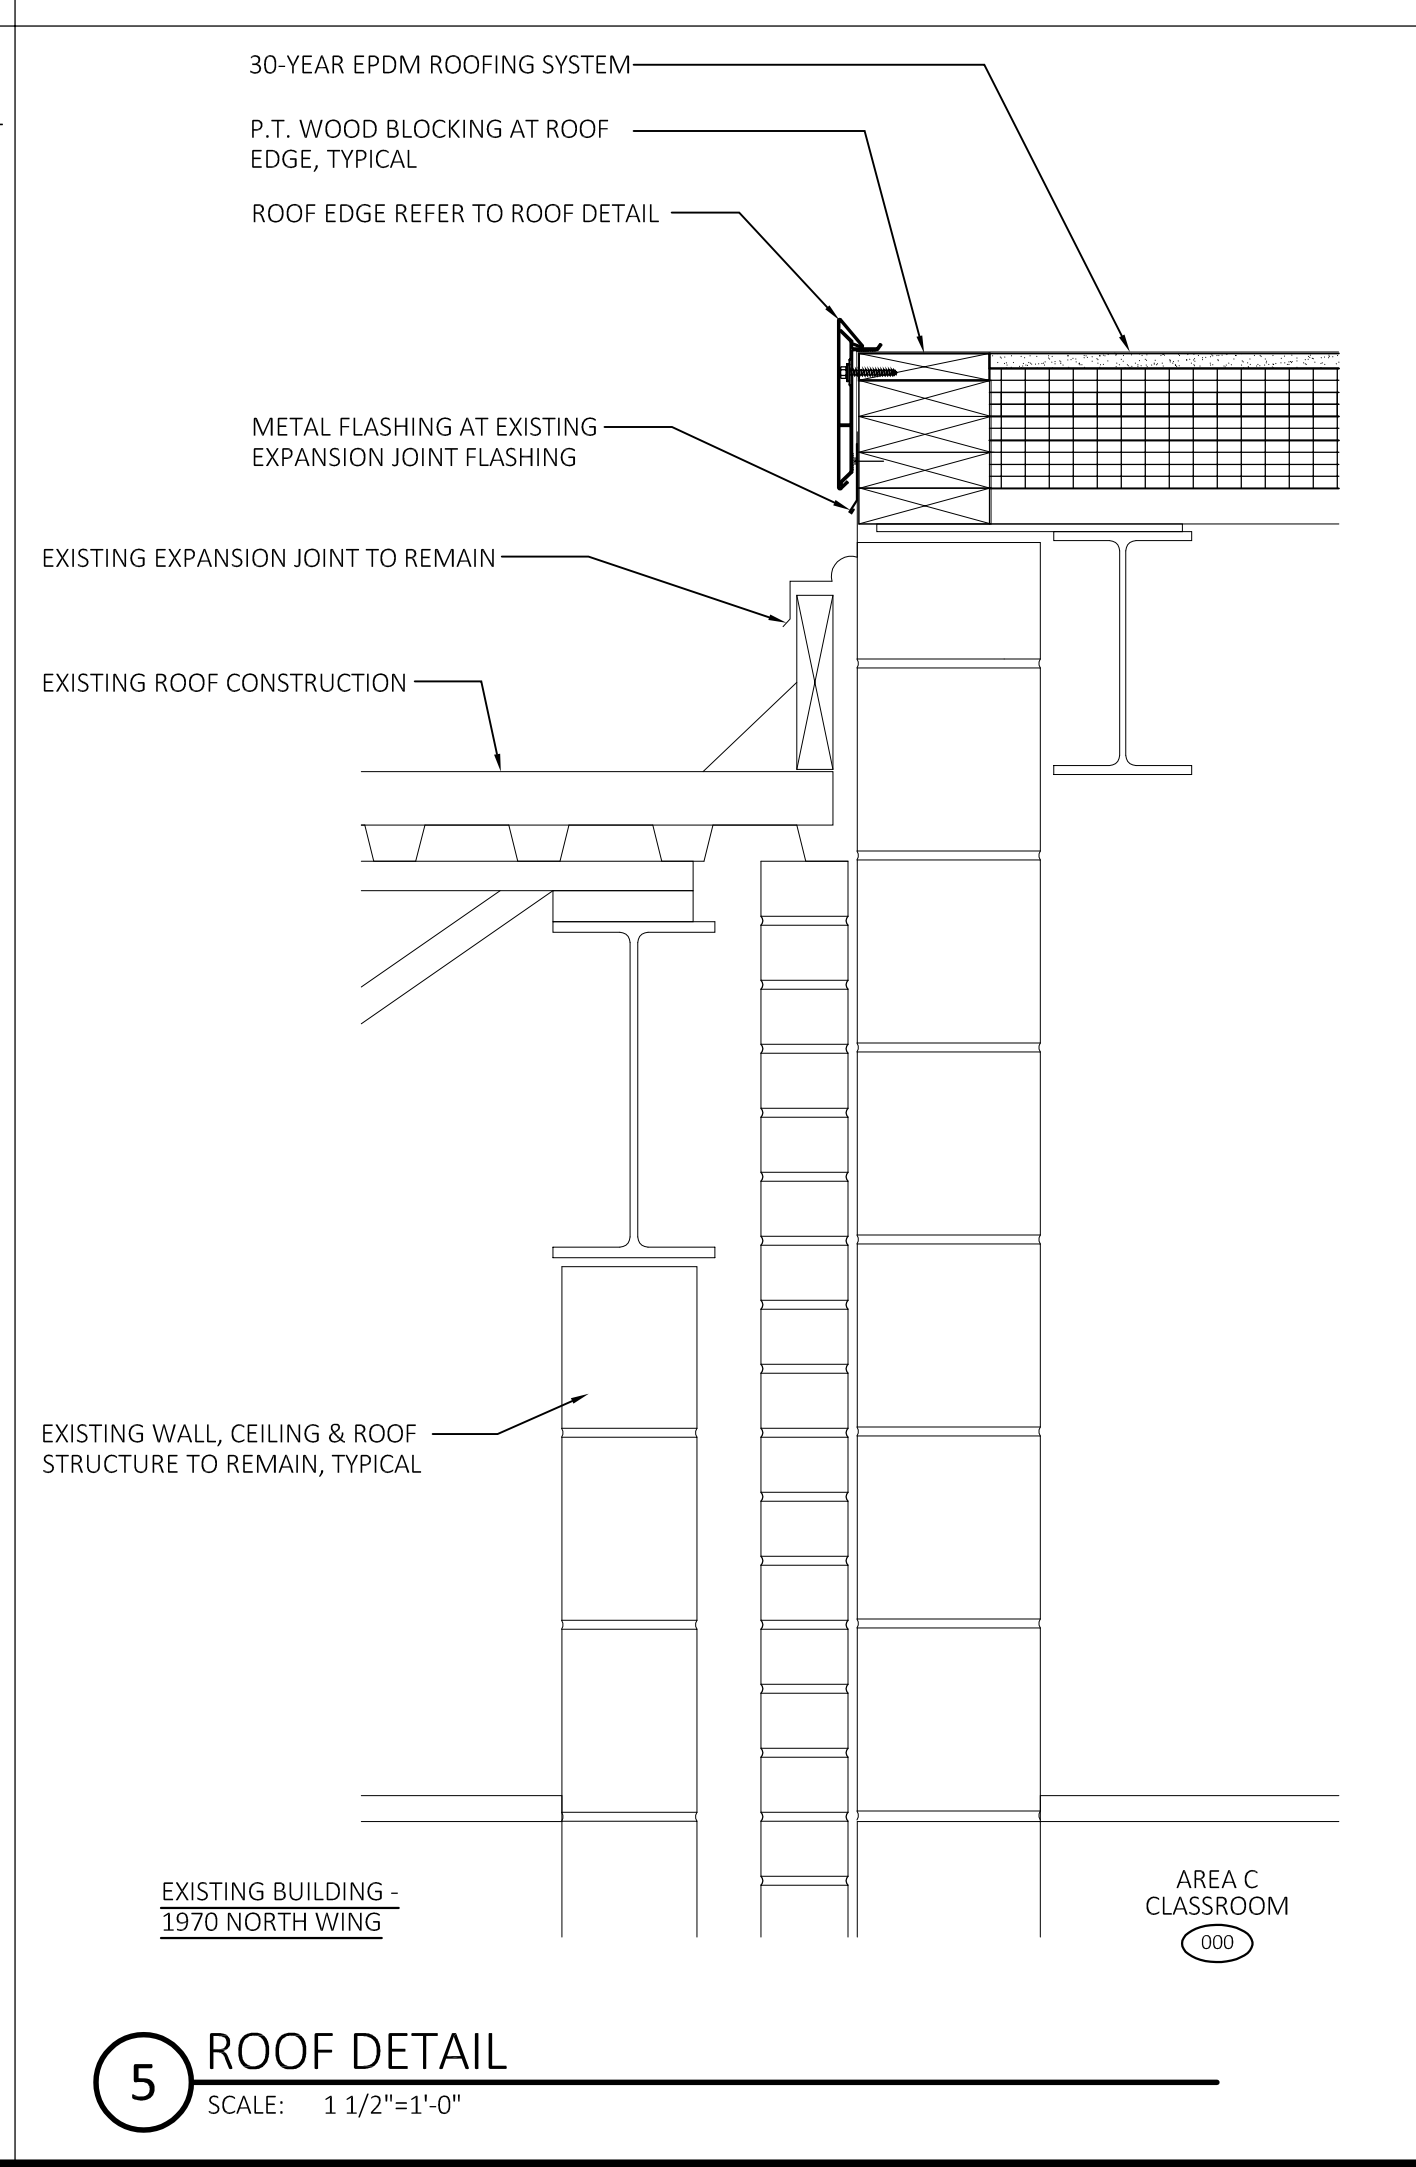 30-YEAR EPDM ROOFING SYSTEM
P.T. WOOD BLOCKING AT ROOF
EDGE, TYPICAL
ROOF EDGE REFER TO ROOF DETAIL
METAL FLASHING AT EXISTING
EXPANSION JOINT FLASHING
EXISTING EXPANSION JOINT TO REMAIN
EXISTING ROOF CONSTRUCTION
EXISTING WALL, CEILING & ROOF
STRUCTURE TO REMAIN, TYPICAL
EXISTING BUILDING -
1970 NORTH WING
AREA C
CLASSROOM
000
5
ROOF DETAIL
SCALE: 1 1/2"=1'-0"